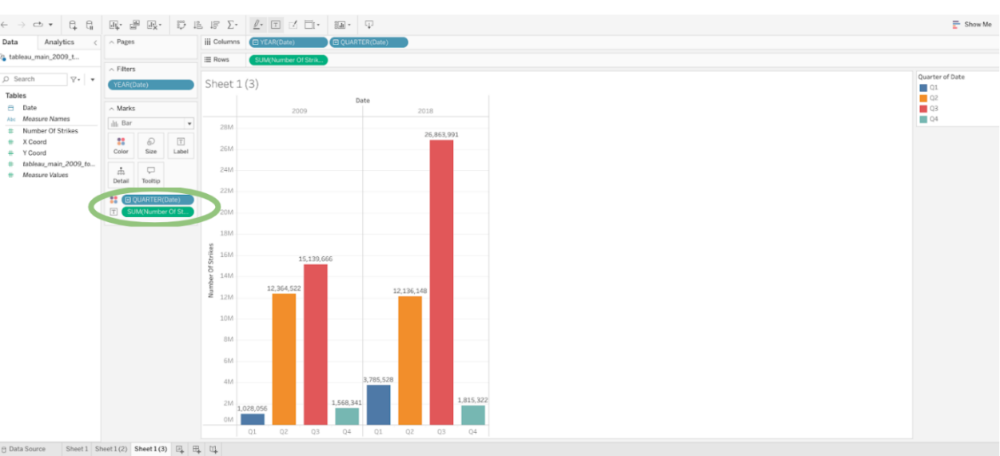 Show Me
Data Analytics
tableau_main_2009_t...
Search
Tables
Date
Abc Measure Names
Number Of Strikes
X Coord
Y Coord
tableau_main_2009_to...
Measure Values
Pages
Filters
YEAR(Date)
Marks
Bar
Color Size Label
Detail Tooltip
QUARTER(Date)
SUM(Number Of St...
Columns YEAR(Date) QUARTER(Date)
Rows SUM(Number Of Strik...
Sheet 1 (3)
Date
2009 2018
Number Of Strikes
28M
26M
24M
22M
20M
18M
16M
14M
12M
10M
8M
6M
4M
2M
0M
1,028,056
12,364,522
15,139,666
1,568,341
3,785,528
12,136,148
26,863,991
1,815,322
Q1 Q2 Q3 Q4 Q1 Q2 Q3 Q4
Quarter of Date
Q1
Q2
Q3
Q4
Data Source Sheet 1 Sheet 1 (2) Sheet 1 (3)